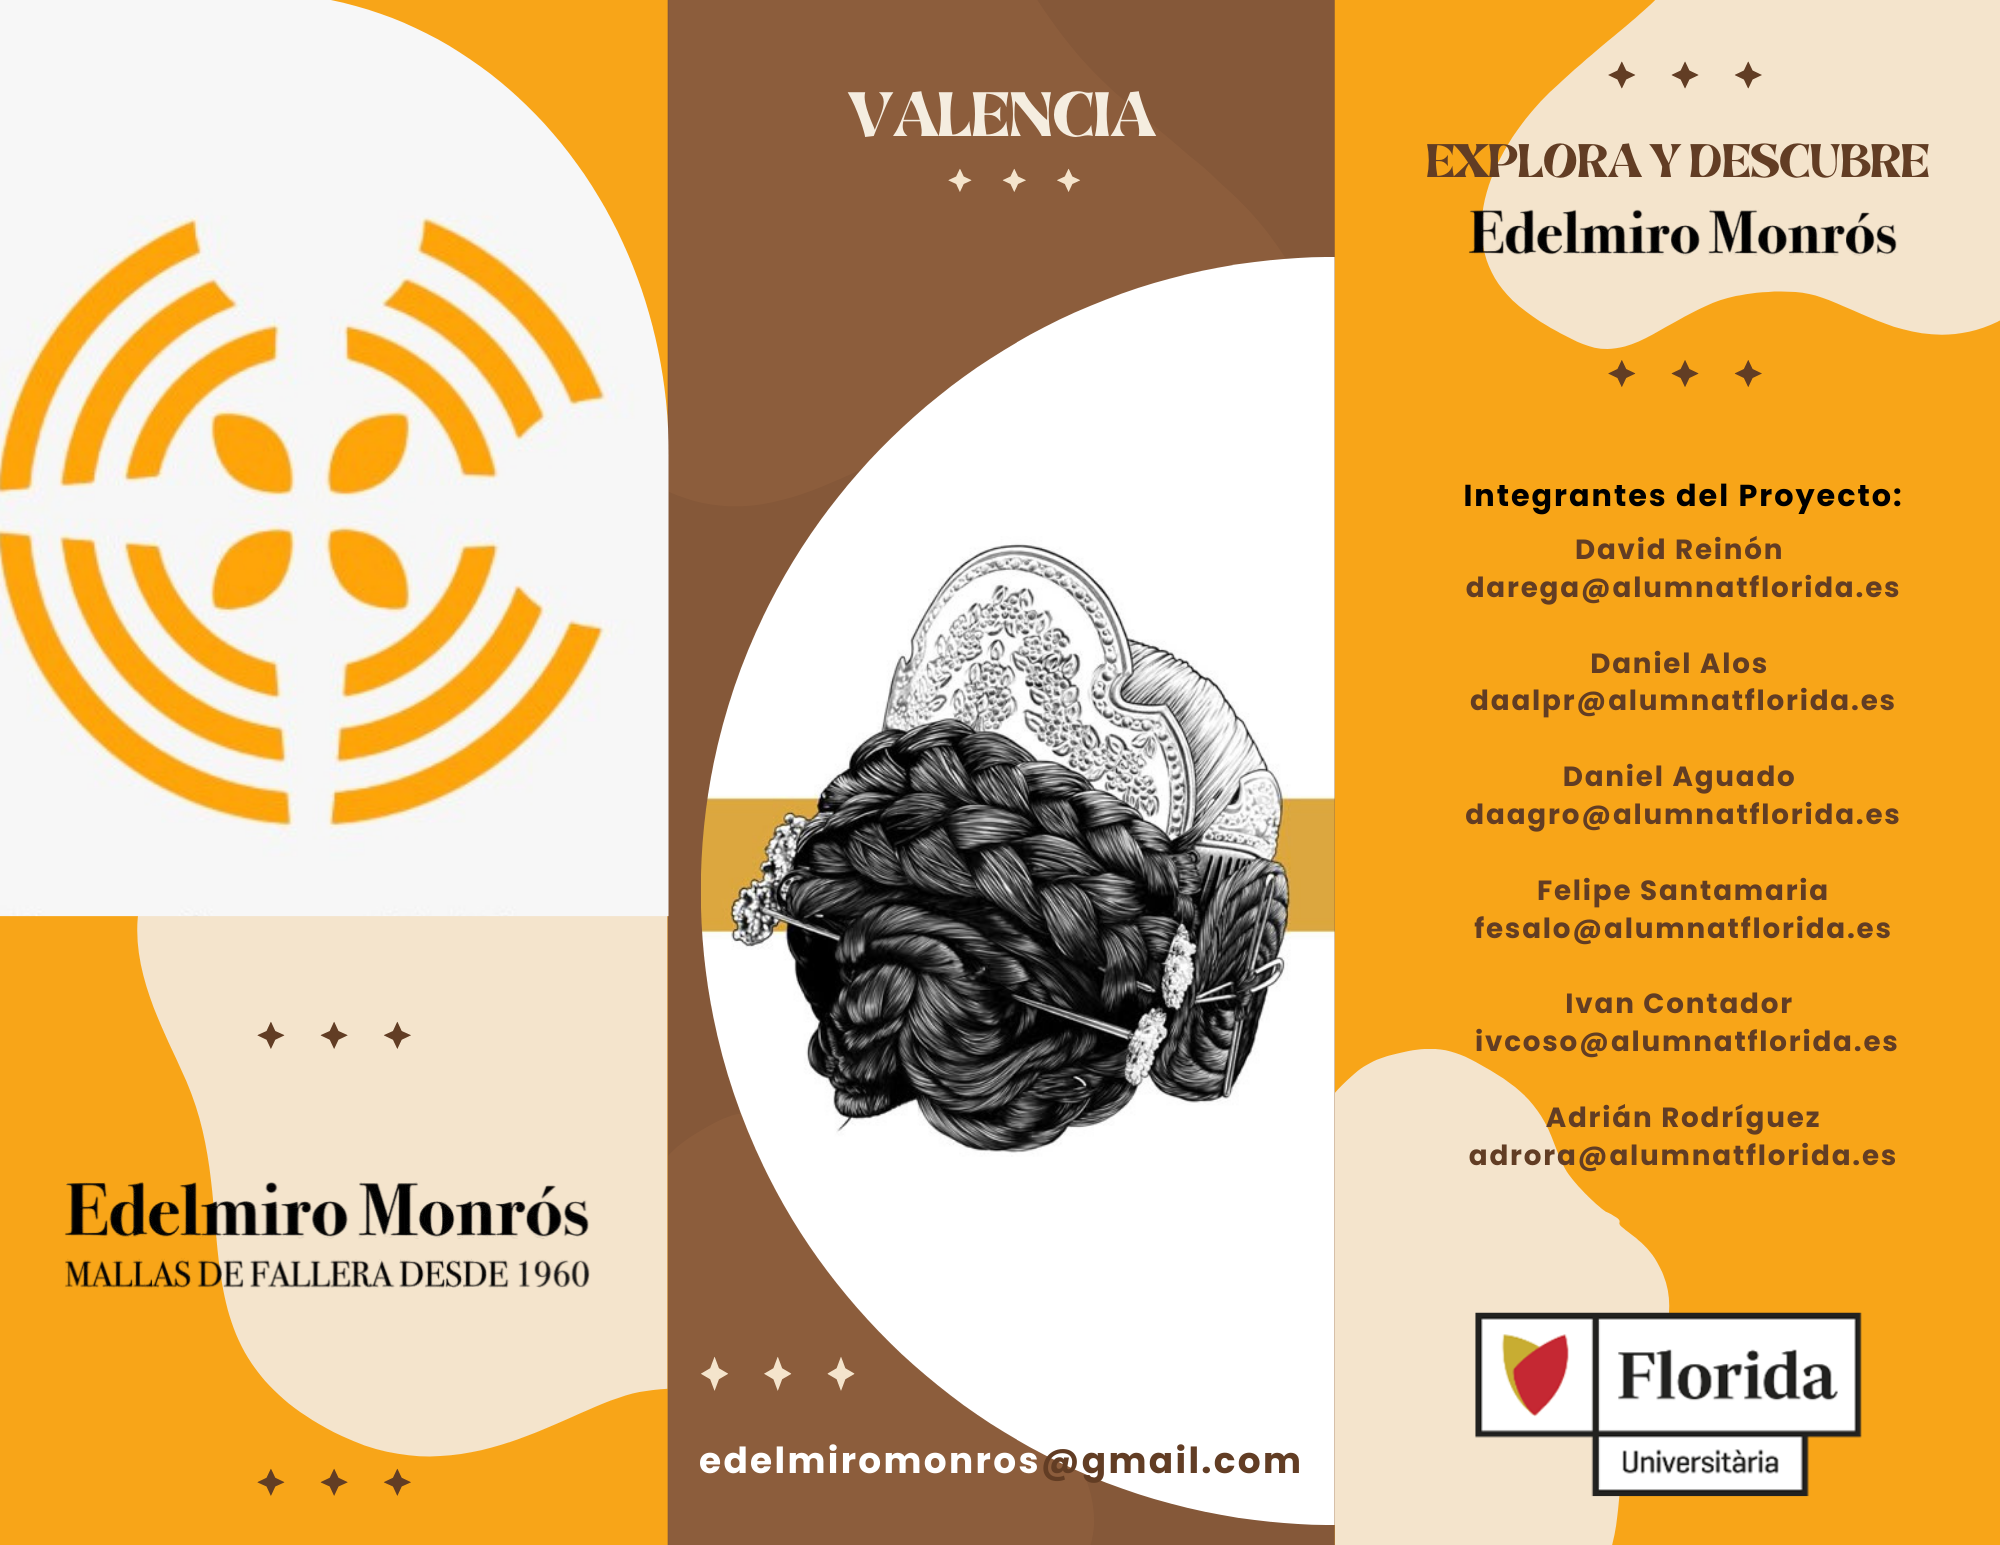 Edelmiro Monrós
MALLAS DE FALLERA DESDE 1960
VALENCIA
edelmiromonros@gmail.com
EXPLORA Y DESCUBRE
Edelmiro Monrós
Integrantes del Proyecto:
David Reinón
darega@alumnatflorida.es
Daniel Alos
daalpr@alumnatflorida.es
Daniel Aguado
daagro@alumnatflorida.es
Felipe Santamaria
fesalo@alumnatflorida.es
Ivan Contador
ivcoso@alumnatflorida.es
Adrián Rodríguez
adrora@alumnatflorida.es
Florida
Universitària